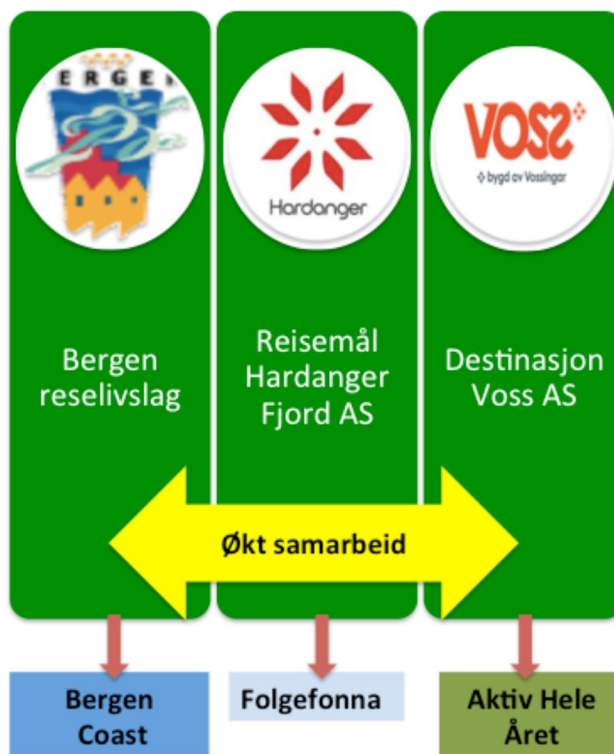 BERGEN
Hardanger
VOSS
bygd av Vossingar
Bergen
reselivslag
Reisemål
Hardanger
Fjord AS
Destinasjon
Voss AS
Økt samarbeid
Bergen
Coast
Folgefonna
Aktiv Hele
Året